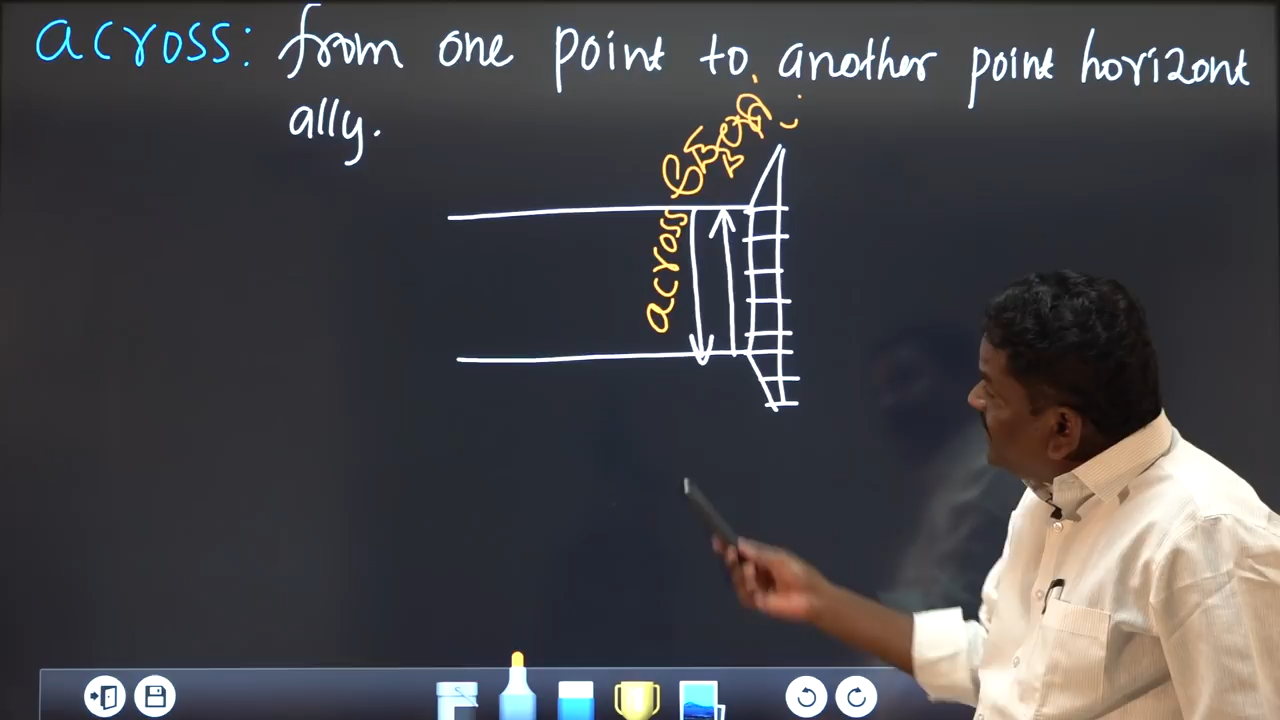 across: from one point to another point horizont
ally.
across